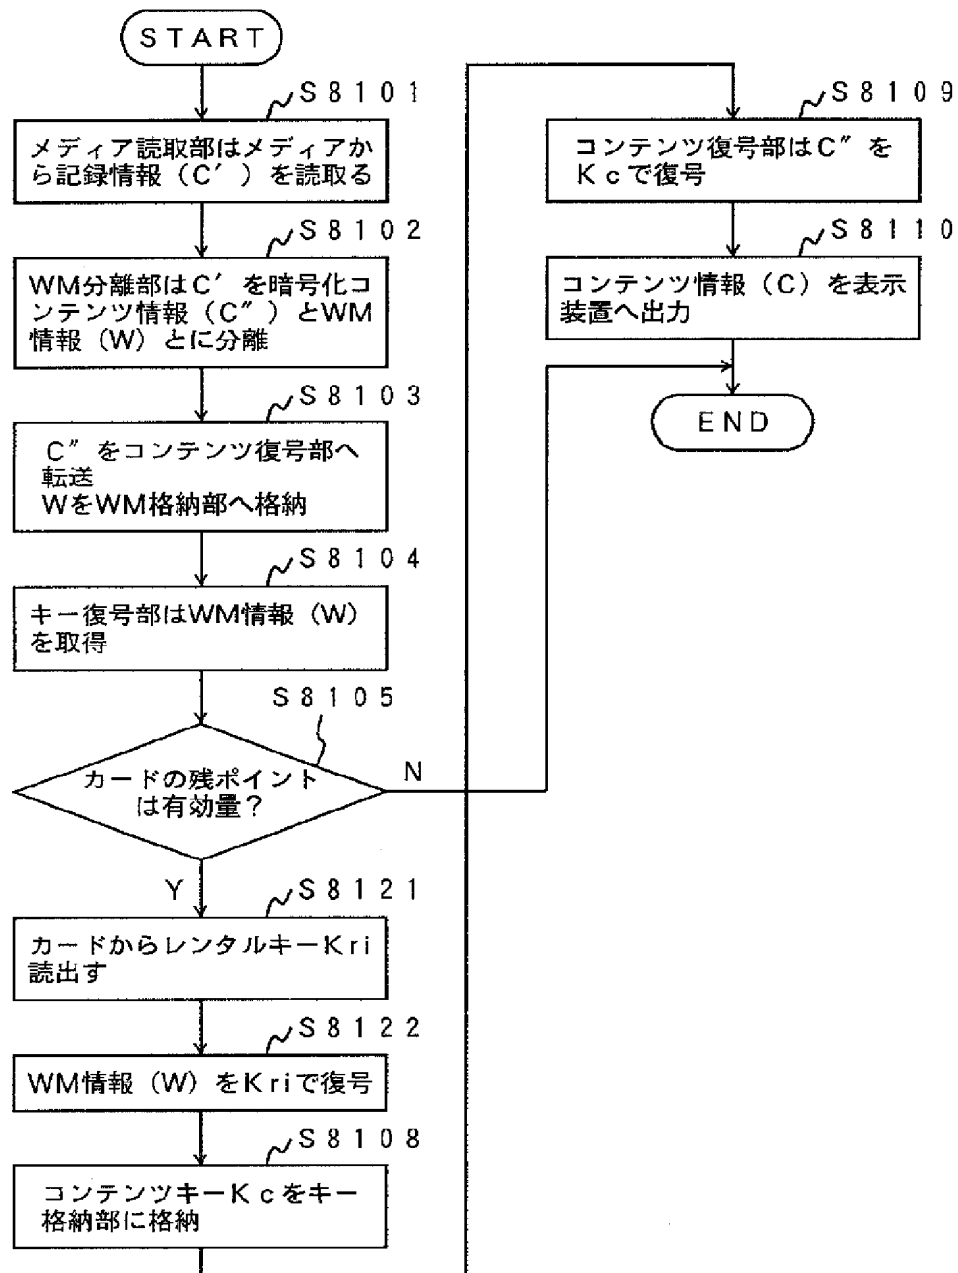 START
S8101
メディア読取部はメディアか
ら記録情報（C′）を読取る
S8102
WM分離部はC′を暗号化コ
ンテンツ情報（C″）とWM
情報（W）とに分離
S8103
C″をコンテンツ復号部へ
転送
WをWM格納部へ格納
S8104
キー復号部はWM情報（W）
を取得
S8105
カードの残ポイント
は有効量？
N
Y
S8121
カードからレンタルキーKri
読出す
S8122
WM情報（W）をKriで復号
S8108
コンテンツキーKcをキー
格納部に格納
S8109
コンテンツ復号部はC″を
Kcで復号
S8110
コンテンツ情報（C）を表示
装置へ出力
END